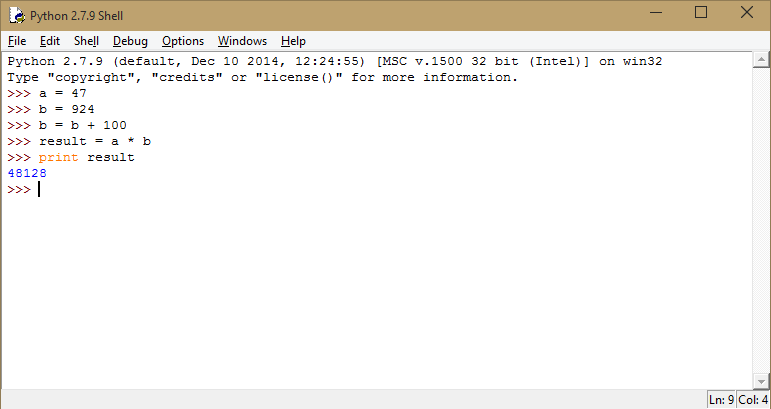 Python 2.7.9 Shell
File Edit Shell Debug Options Windows Help
Python 2.7.9 (default, Dec 10 2014, 12:24:55) [MSC v.1500 32 bit (Intel)] on win32
Type "copyright", "credits" or "license()" for more information.
>>> a = 47
>>> b = 924
>>> b = b + 100
>>> result = a * b
>>> print result
48128
>>>
Ln: 9 Col: 4